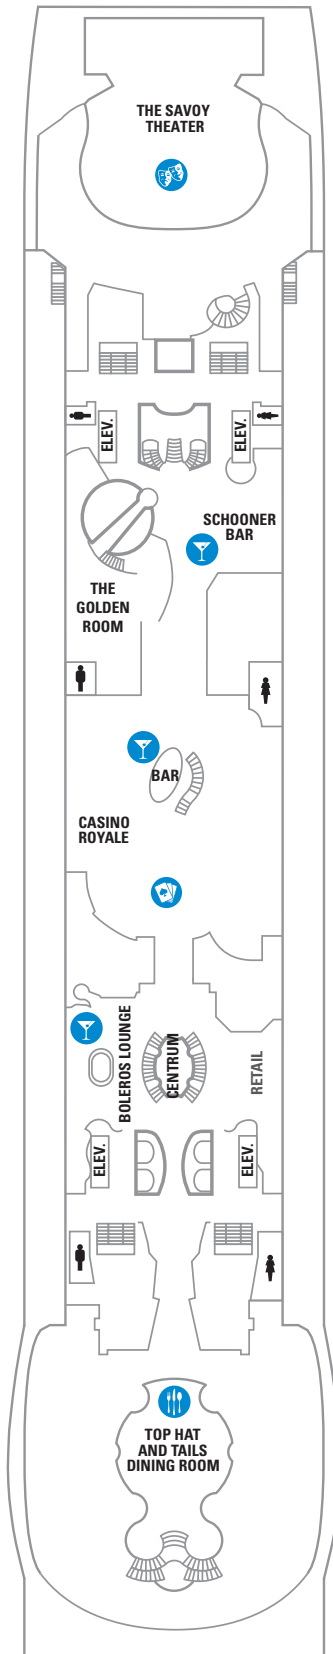 THE SAVOY
THEATER
ELEV.
ELEV.
SCHOONER
BAR
THE
GOLDEN
ROOM
BAR
CASINO
ROYALE
BOLEROS LOUNGE
CENTRUM
RETAIL
ELEV.
ELEV.
TOP HAT
AND TAILS
DINING ROOM